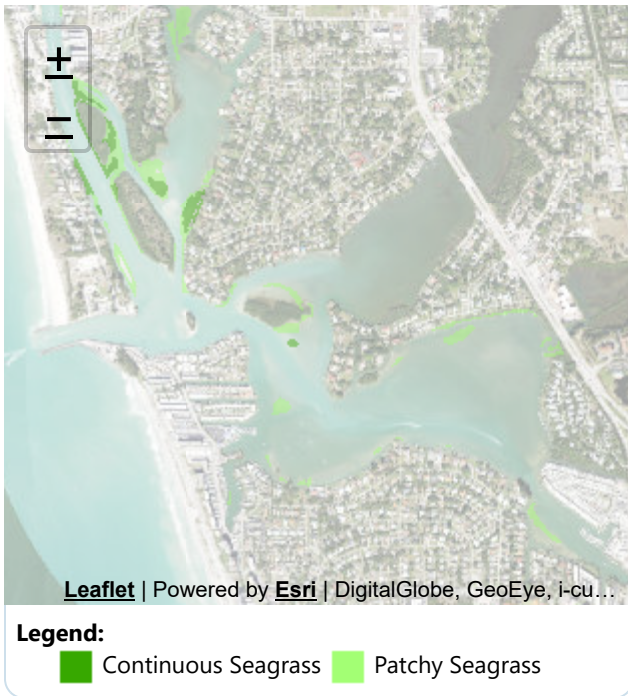 +
Leaflet | Powered by Esri | DigitalGlobe, GeoEye, i-cu…
Legend:
Continuous Seagrass Patchy Seagrass